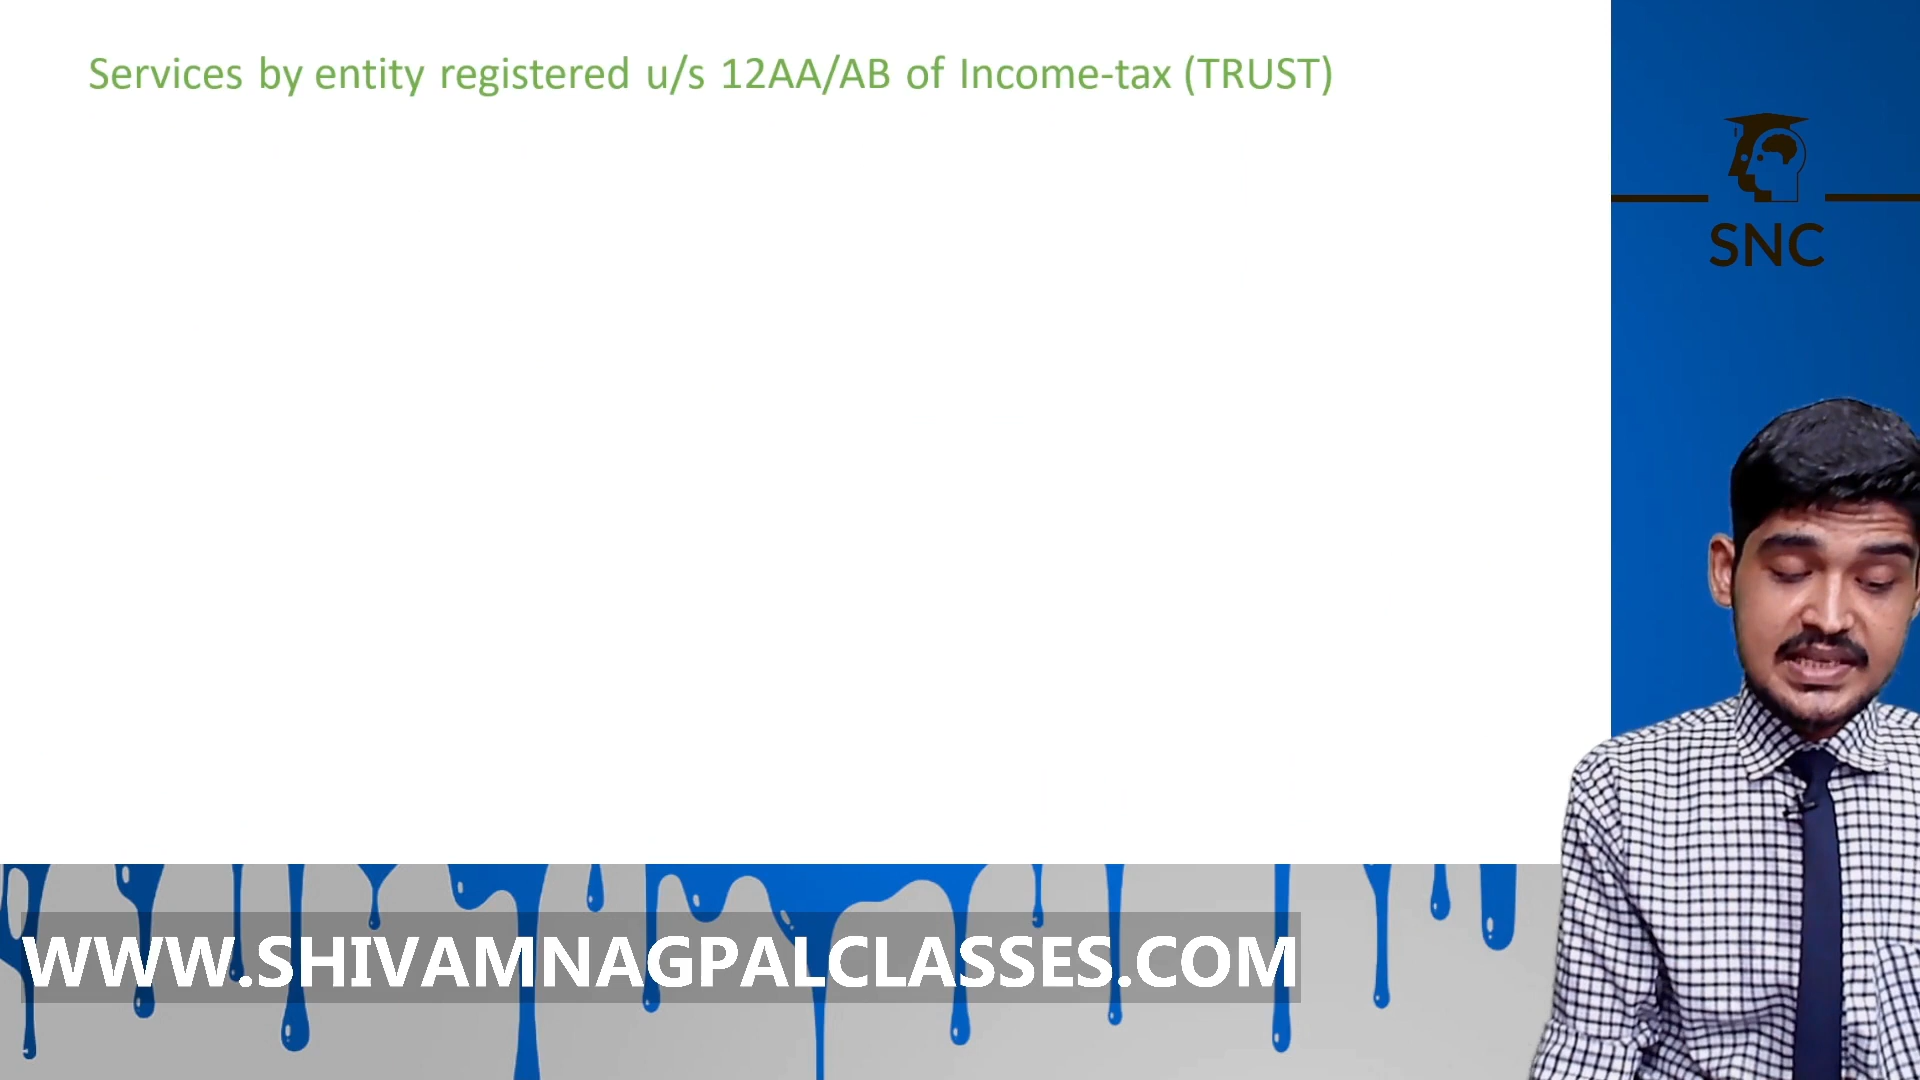 Services by entity registered u/s 12AA/AB of Income-tax (TRUST)
SNC
WWW.SHIVAMNAGPALCLASSES.COM